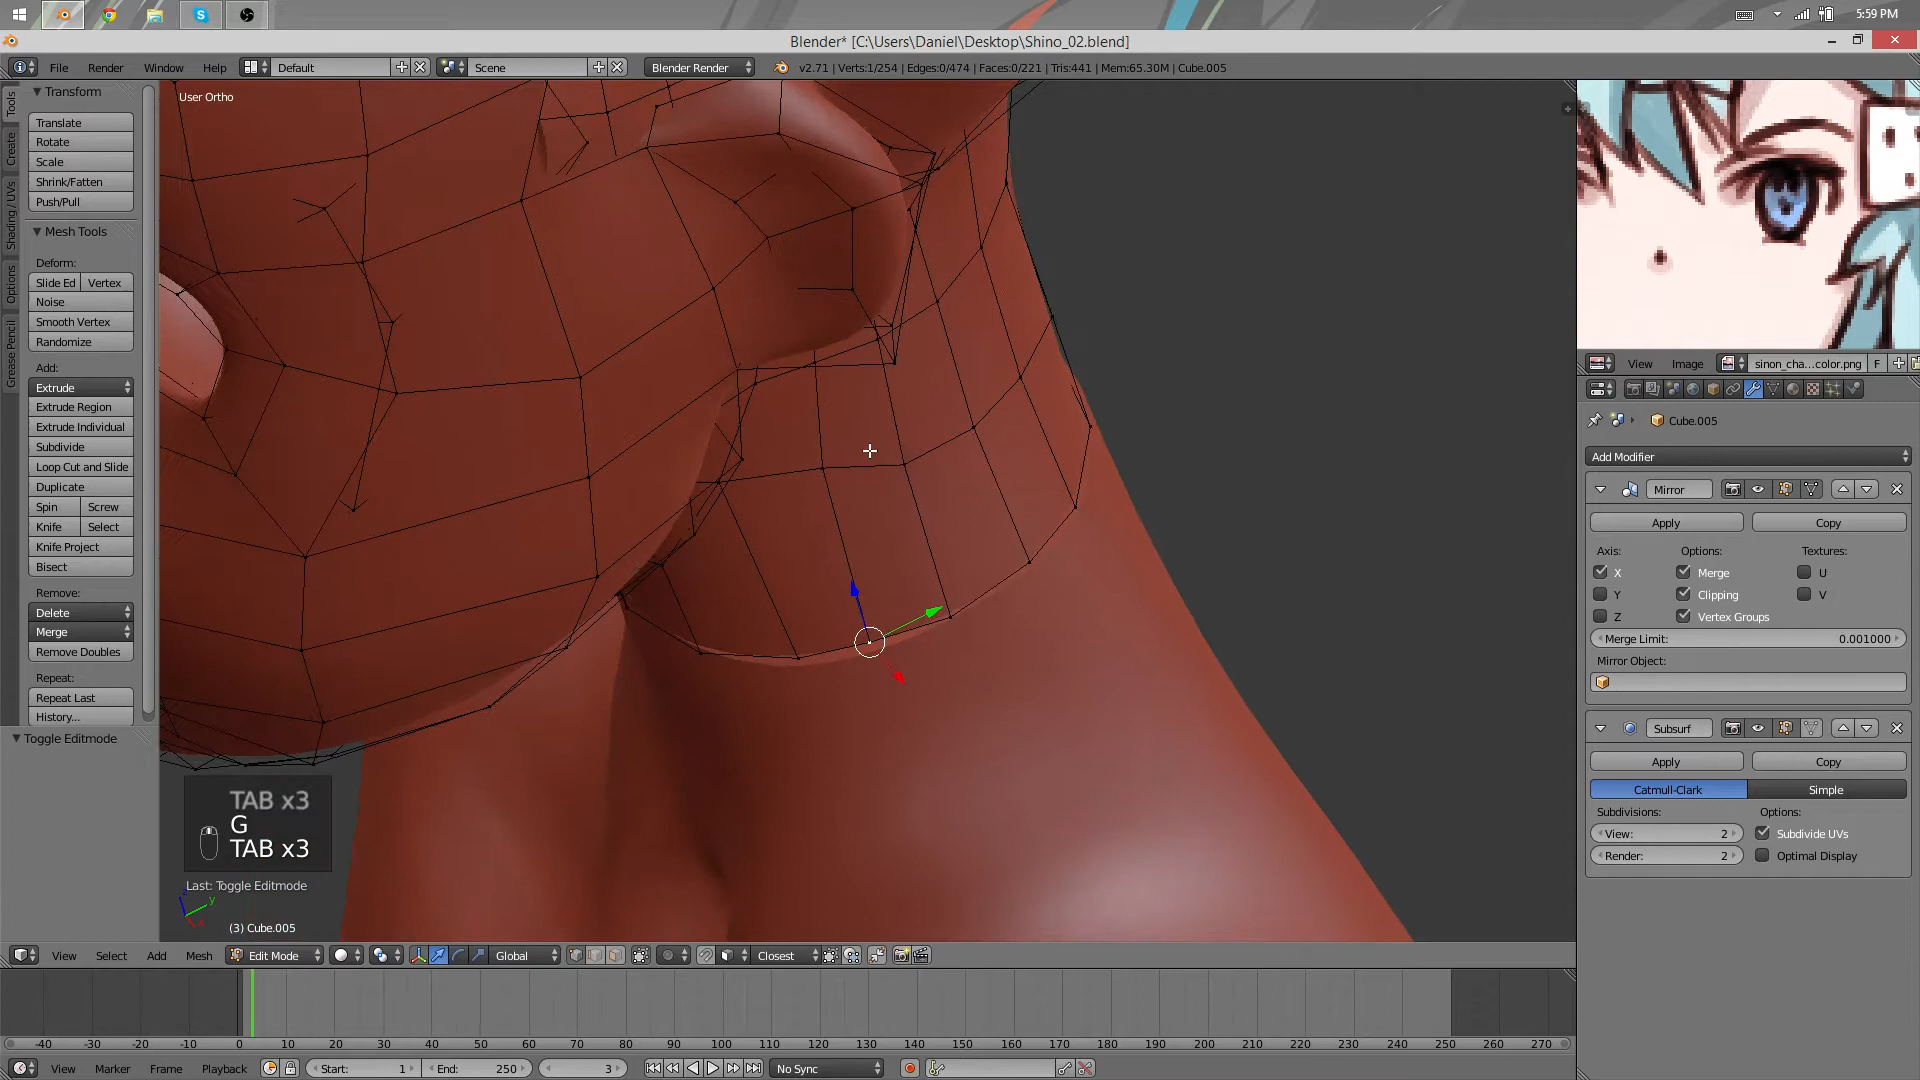 5:59 PM
Blender* [C:\Users\Daniel\Desktop\Shino_02.blend]
File Render Window Help Default Scene Blender Render v2.71 | Verts:1/254 | Edges:0/474 | Faces:0/221 | Tris:441 | Mem:65.30M | Cube.005
Tools
Create
Shading / UVs
Options
Grease Pencil
Transform
Translate
Rotate
Scale
Shrink/Fatten
Push/Pull
Mesh Tools
Deform:
Slide Ed Vertex
Noise
Smooth Vertex
Randomize
Add:
Extrude
Extrude Region
Extrude Individual
Subdivide
Loop Cut and Slide
Duplicate
Spin Screw
Knife Select
Knife Project
Bisect
Remove:
Delete
Merge
Remove Doubles
Repeat:
Repeat Last
History...
Toggle Editmode
User Ortho
TAB x3
G
TAB x3
Last: Toggle Editmode
(3) Cube.005
View Select Add Mesh Edit Mode Global Closest
-40 -30 -20 -10 0 10 20 30 40 50 60 70 80 90 100 110 120 130 140 150 160 170 180 190 200 210 220 230 240 250 260 270
View Marker Frame Playback Start: 1 End: 250 3 No Sync
View Image sinon_cha...color.png F
Cube.005
Add Modifier
Mirror
Apply Copy
Axis: Options: Textures:
X Merge U
Y Clipping V
Z Vertex Groups
Merge Limit: 0.001000
Mirror Object:
Subsurf
Apply Copy
Catmull-Clark Simple
Subdivisions: Options:
View: 2 Subdivide UVs
Render: 2 Optimal Display